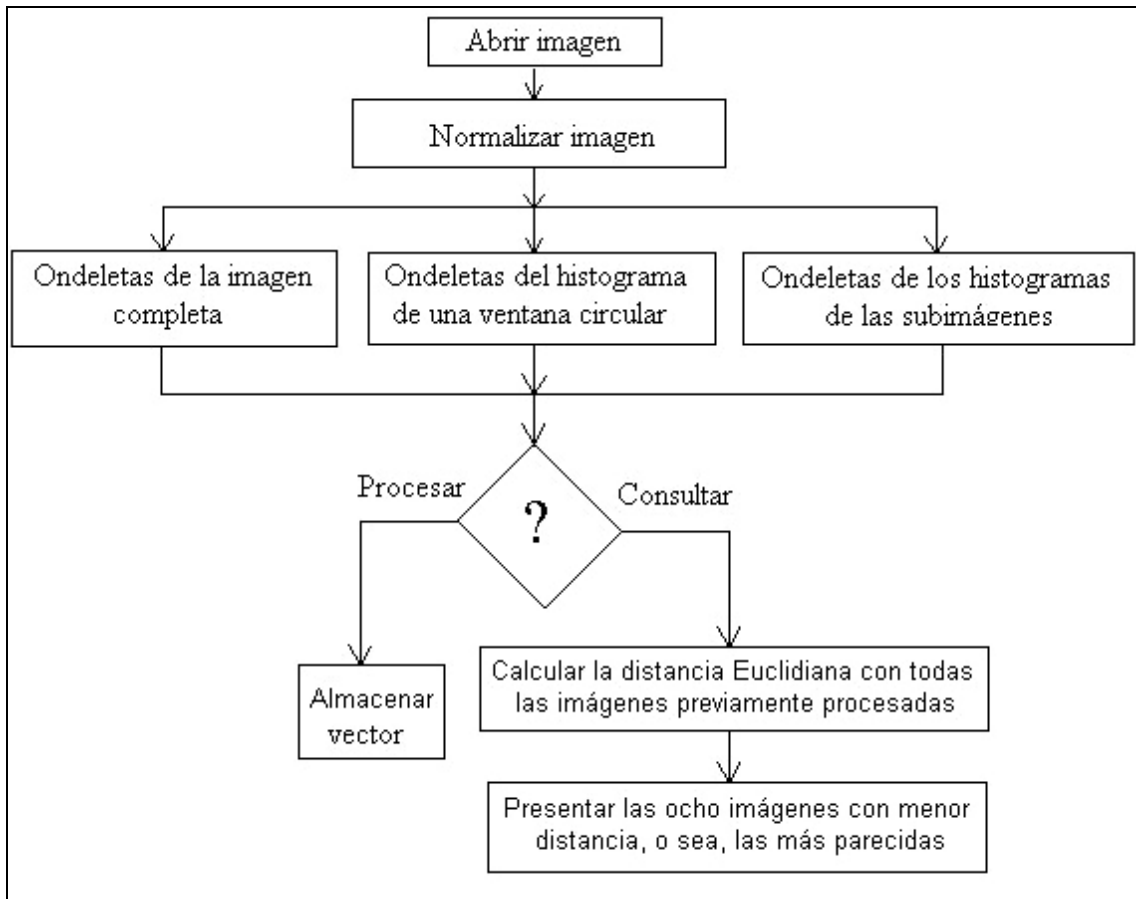 Abrir imagen
Normalizar imagen
Ondeletas de la imagen
completa
Ondeletas del histograma
de una ventana circular
Ondeletas de los histogramas
de las subimágenes
Procesar
?
Consultar
Almacenar
vector
Calcular la distancia Euclidiana con todas
las imágenes previamente procesadas
Presentar las ocho imágenes con menor
distancia, o sea, las más parecidas